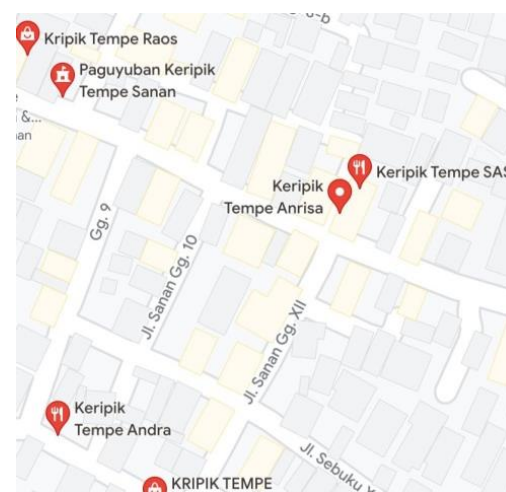 Kripik Tempe Raos
Paguyuban Keripik
Tempe Sanan
&...
Keripik Tempe SAS
Keripik
Tempe Anrisa
Gg. 9
Jl. Sanan Gg. 10
Jl. Sanan Gg. XII
Keripik
Tempe Andra
Jl. Sebuku X
KRIPIK TEMPE